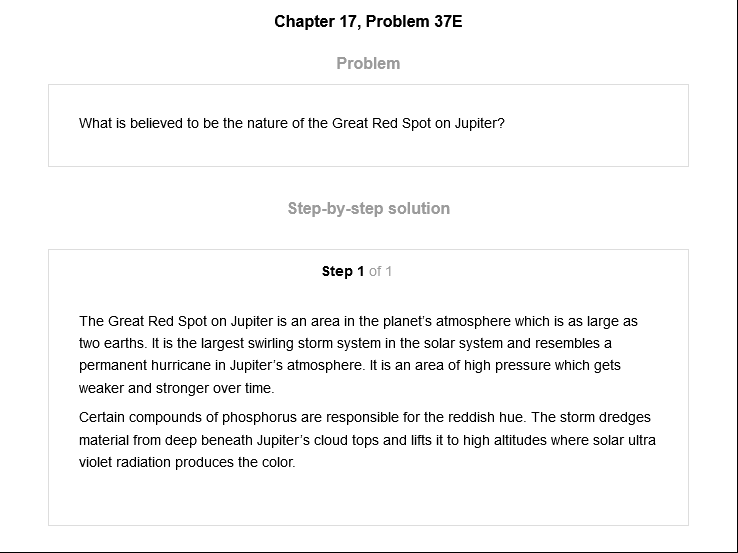 Chapter 17, Problem 37E
Problem
What is believed to be the nature of the Great Red Spot on Jupiter?
Step-by-step solution
Step 1 of 1
The Great Red Spot on Jupiter is an area in the planet’s atmosphere which is as large as
two earths. It is the largest swirling storm system in the solar system and resembles a
permanent hurricane in Jupiter’s atmosphere. It is an area of high pressure which gets
weaker and stronger over time.
Certain compounds of phosphorus are responsible for the reddish hue. The storm dredges
material from deep beneath Jupiter’s cloud tops and lifts it to high altitudes where solar ultra
violet radiation produces the color.